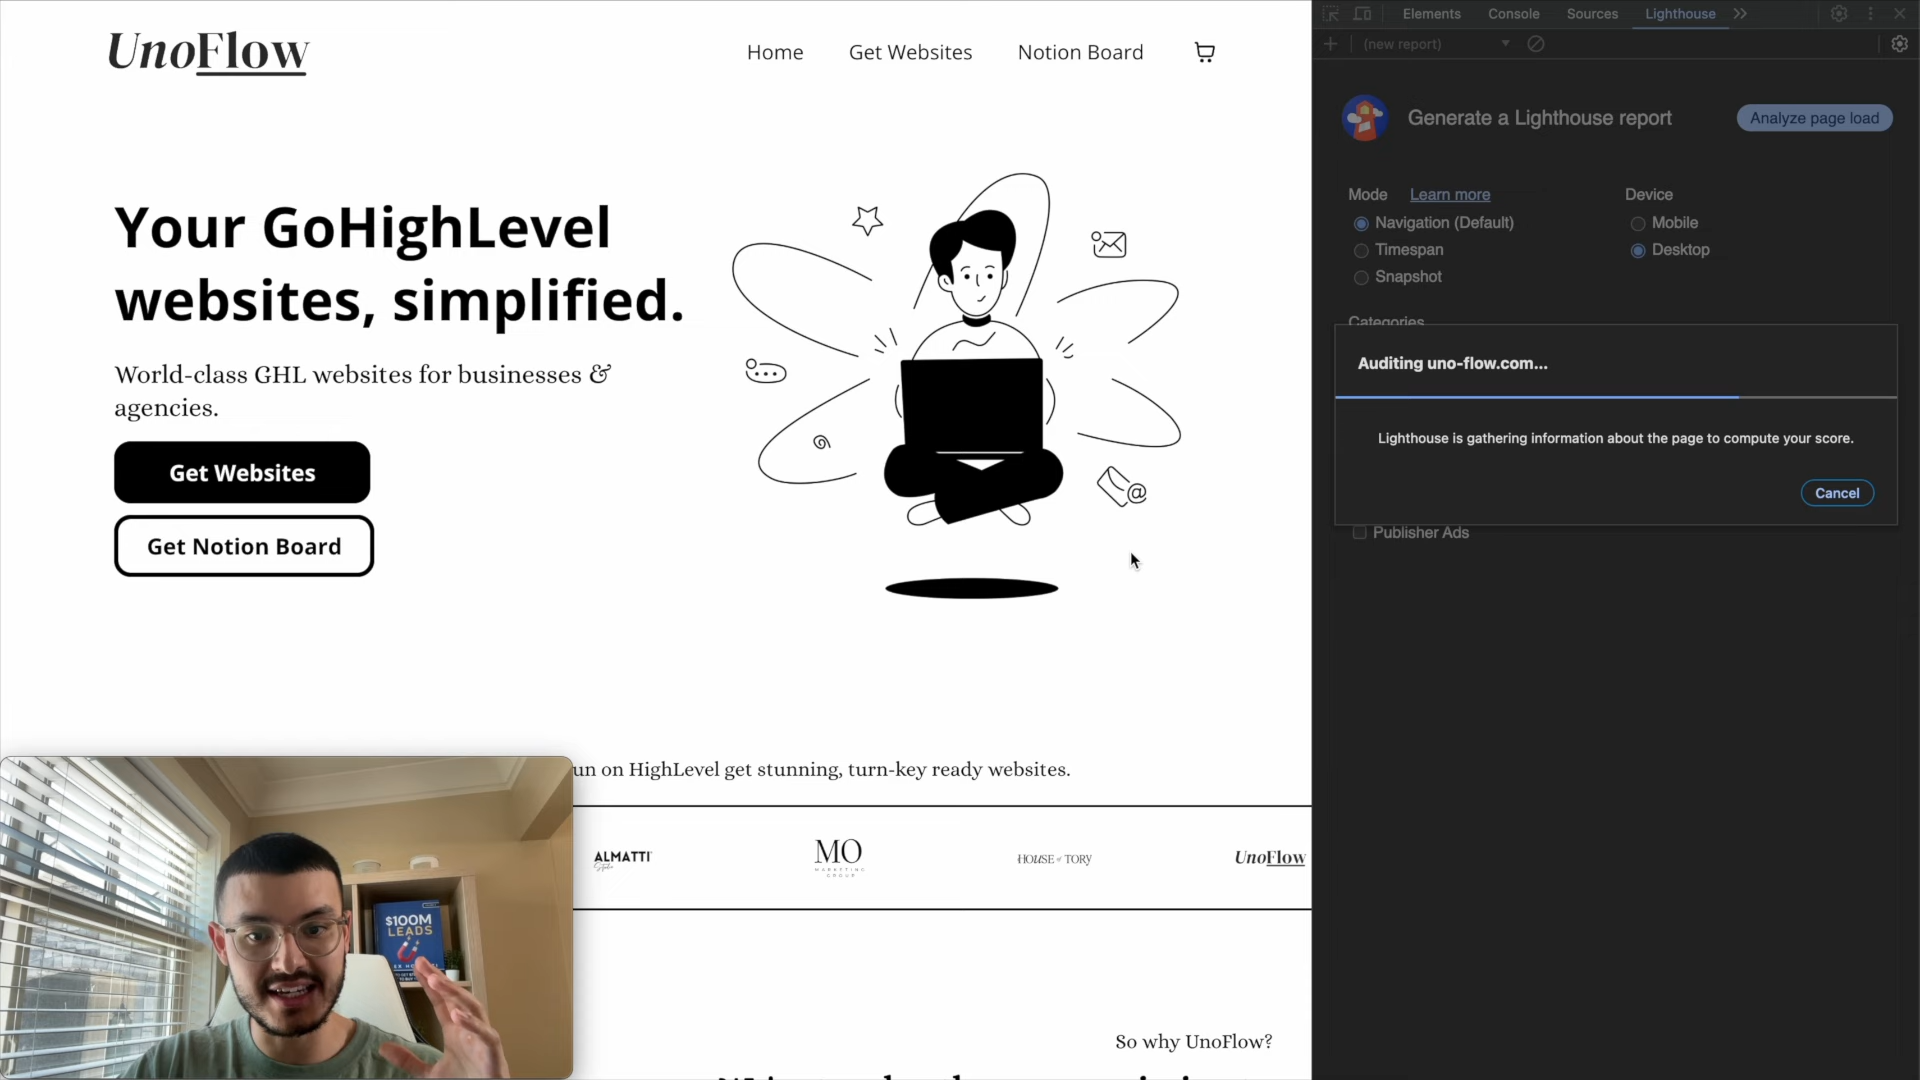 UnoFlow
Home
Get Websites
Notion Board
Your GoHighLevel
websites, simplified.
World-class GHL websites for businesses &
agencies.
Get Websites
Get Notion Board
un on HighLevel get stunning, turn-key ready websites.
ALMATTI
MO
MARKETING
GROUP
HOUSE of TORY
UnoFlow
So why UnoFlow?
$100M
LEADS
Elements
Console
Sources
Lighthouse
(new report)
Generate a Lighthouse report
Analyze page load
Mode
Learn more
Device
Navigation (Default)
Mobile
Timespan
Desktop
Snapshot
Categories
Auditing uno-flow.com...
Lighthouse is gathering information about the page to compute your score.
Cancel
Publisher Ads